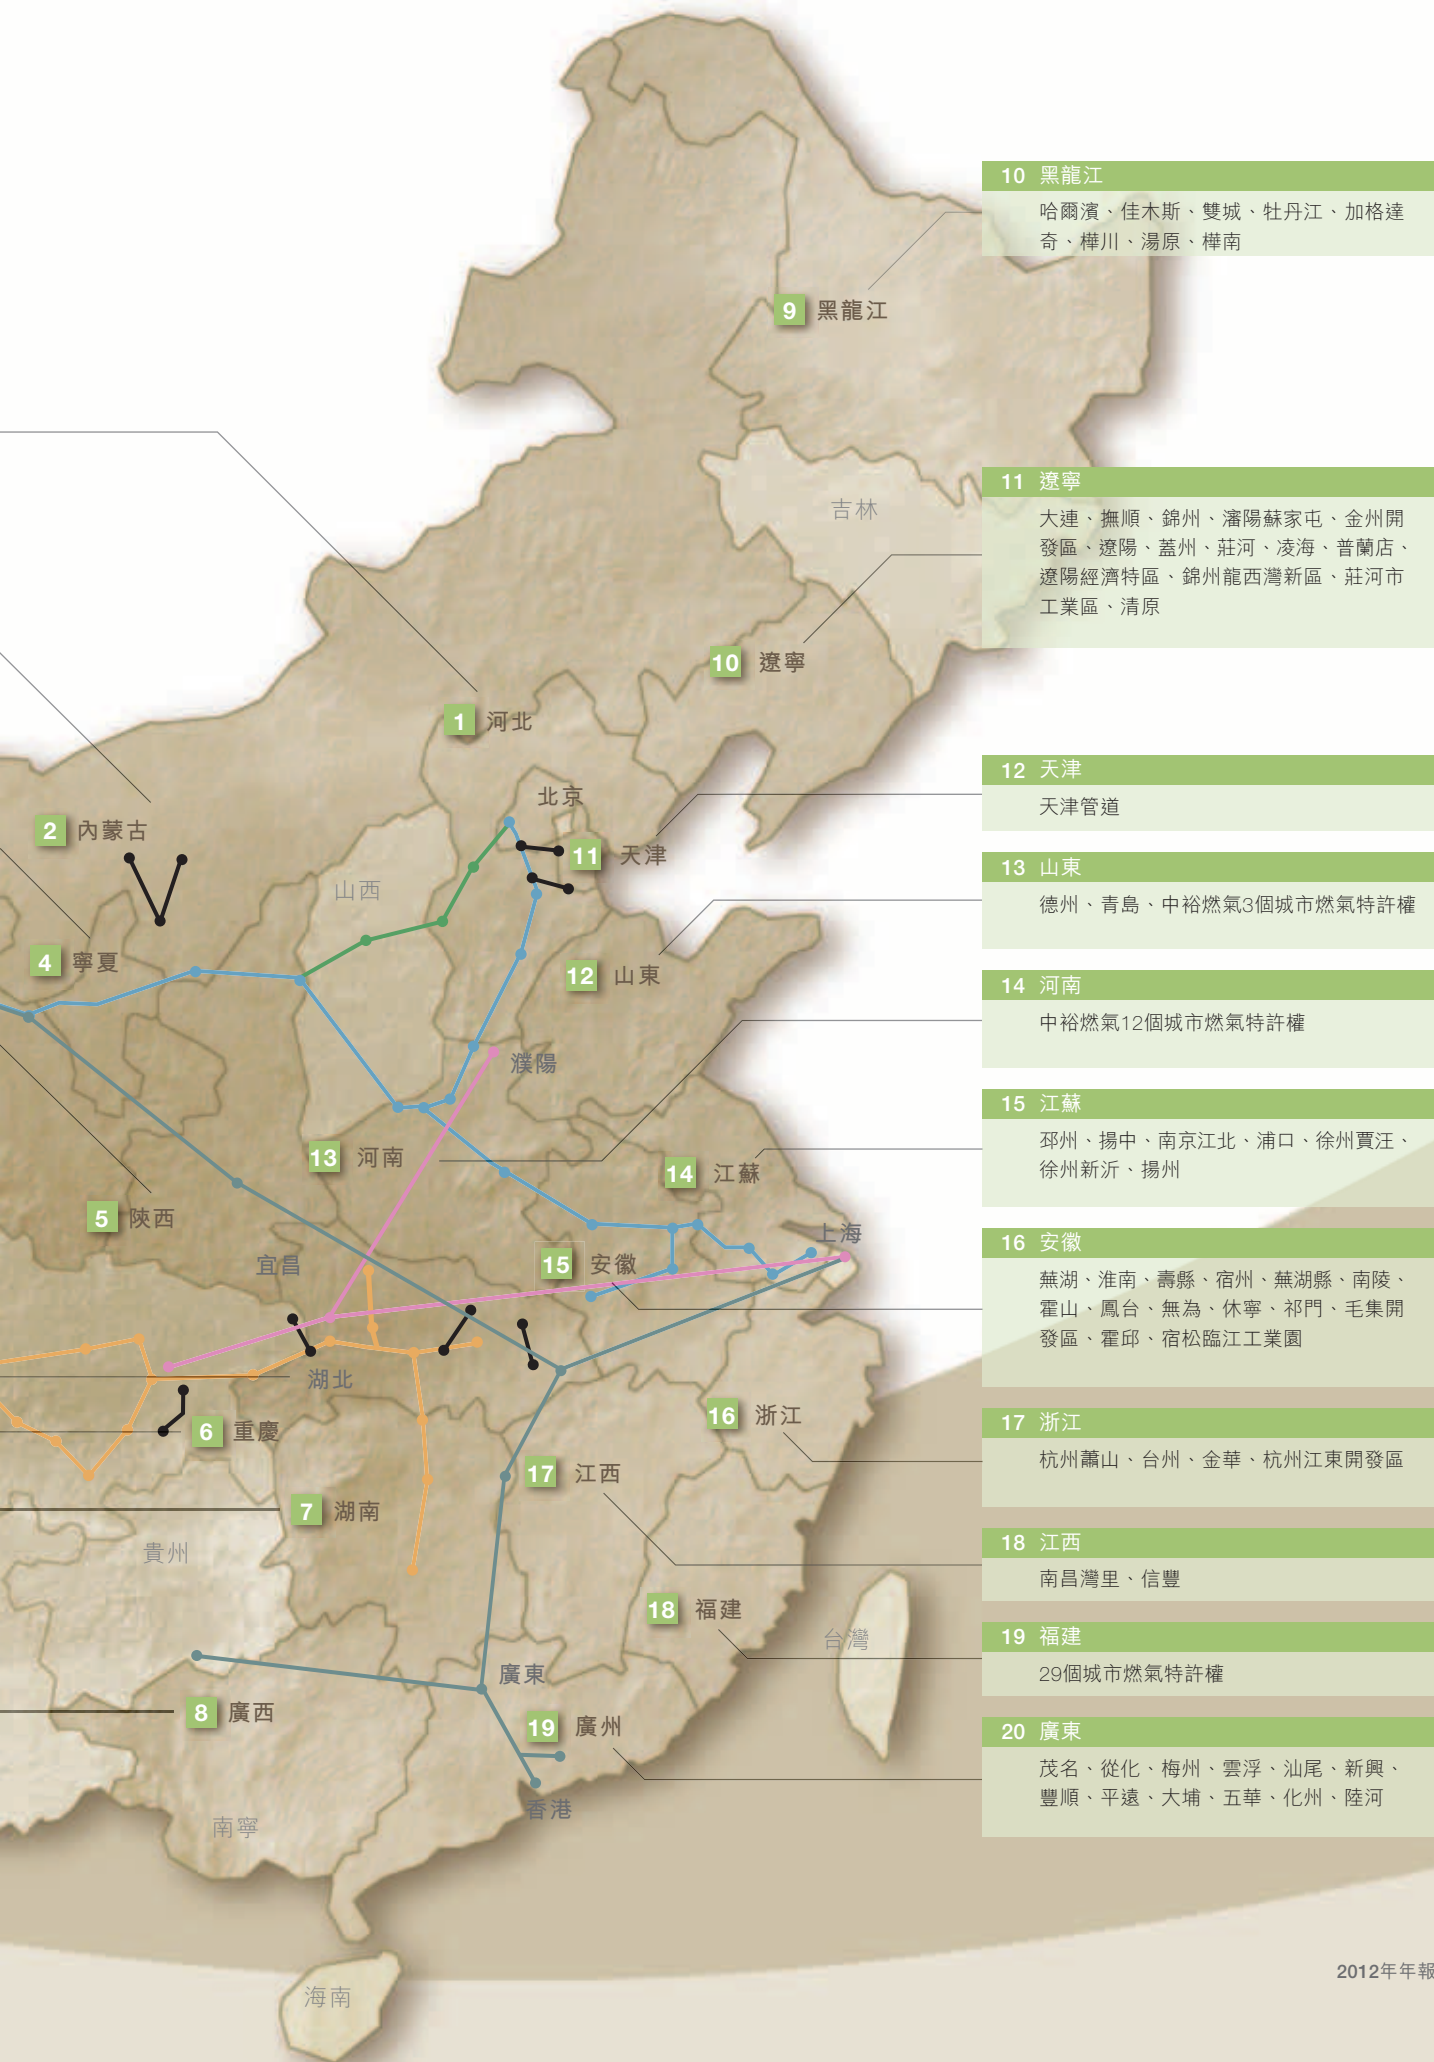 10 黑龍江
哈爾濱、佳木斯、雙城、牡丹江、加格達
奇、樺川、湯原、樺南
9 黑龍江
11 遼寧
大連、撫順、錦州、瀋陽蘇家屯、金州開
發區、遼陽、蓋州、莊河、凌海、普蘭店、
遼陽經濟特區、錦州龍西灣新區、莊河市
工業區、清原
吉林
10 遼寧
1 河北
12 天津
天津管道
北京
2 內蒙古
11 天津
13 山東
德州、青島、中裕燃氣3個城市燃氣特許權
山西
4 寧夏
12 山東
14 河南
中裕燃氣12個城市燃氣特許權
濮陽
15 江蘇
邳州、揚中、南京江北、浦口、徐州賈汪、
徐州新沂、揚州
13 河南
14 江蘇
5 陝西
上海
16 安徽
蕪湖、淮南、壽縣、宿州、蕪湖縣、南陵、
霍山、鳳台、無為、休寧、祁門、毛集開
發區、霍邱、宿松臨江工業園
宜昌
15 安徽
湖北
17 浙江
杭州蕭山、台州、金華、杭州江東開發區
16 浙江
6 重慶
17 江西
7 湖南
18 江西
南昌灣里、信豐
貴州
18 福建
19 福建
29個城市燃氣特許權
台灣
廣東
8 廣西
19 廣州
20 廣東
茂名、從化、梅州、雲浮、汕尾、新興、
豐順、平遠、大埔、五華、化州、陸河
香港
南寧
2012年年報
海南